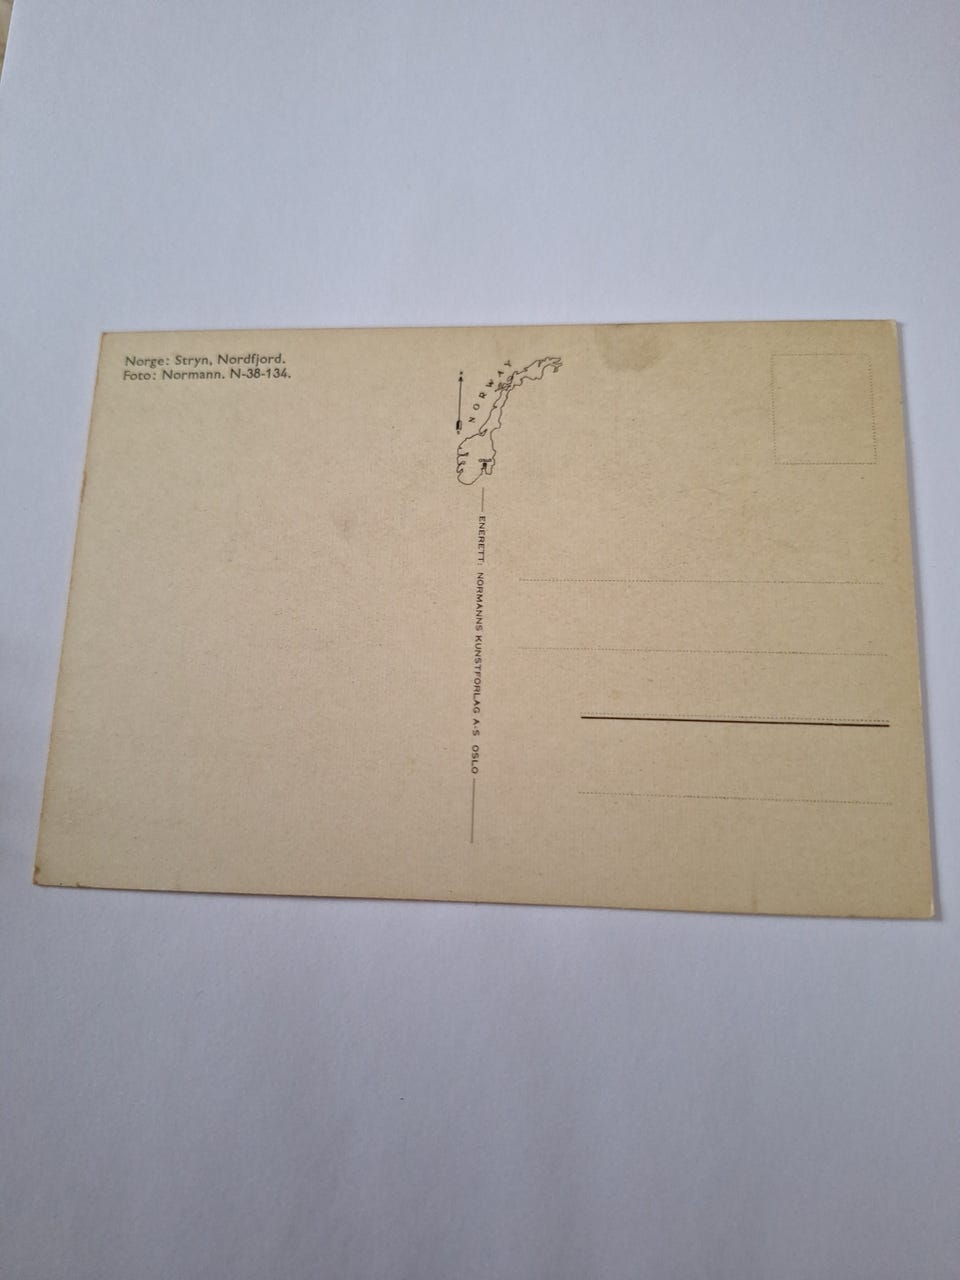 Norge: Stryn, Nordfjord.
Foto: Normann. N-38-134.
NORWAY
ENERETT: NORMANNS KUNSTFORLAG A-S OSLO